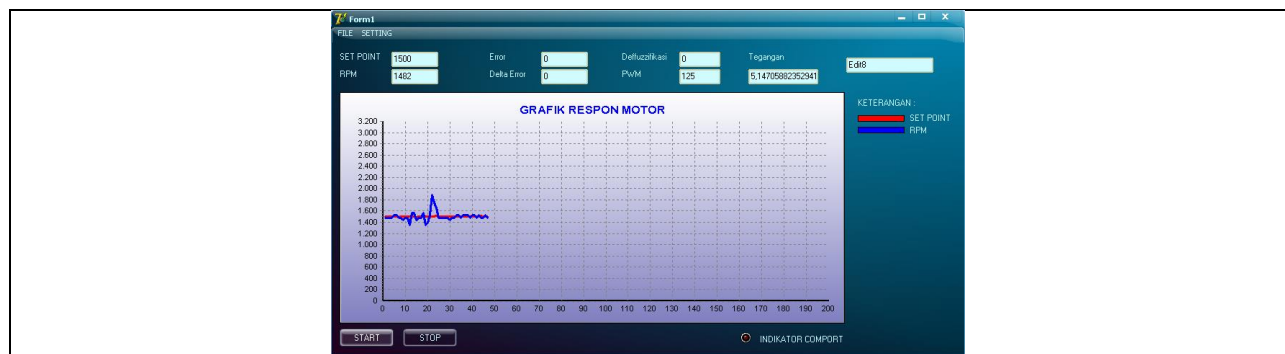 Form1
FILE SETTING
SET POINT 1500 Error 0 Deffuzzifikasi 0 Tegangan Edit8
RPM 1482 Delta Error 0 PWM 125 5,14705882352941
GRAFIK RESPON MOTOR
KETERANGAN :
SET POINT
RPM
3.200
3.000
2.800
2.600
2.400
2.200
2.000
1.800
1.600
1.400
1.200
1.000
800
600
400
200
0
0 10 20 30 40 50 60 70 80 90 100 110 120 130 140 150 160 170 180 190 200
START STOP INDIKATOR COMPORT